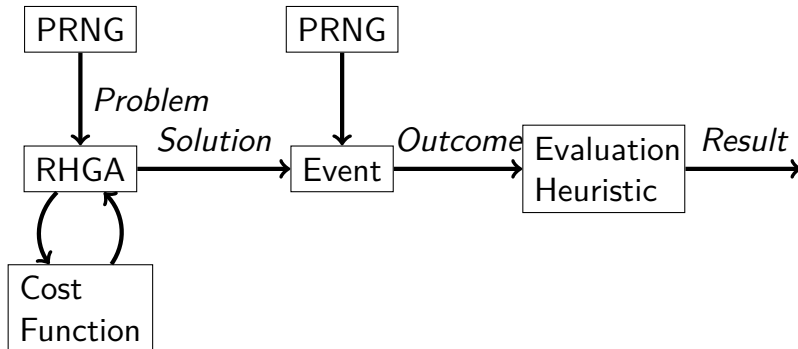 PRNG
PRNG
Problem
Solution
Outcome
Result
RHGA
Event
Evaluation
Heuristic
Cost
Function